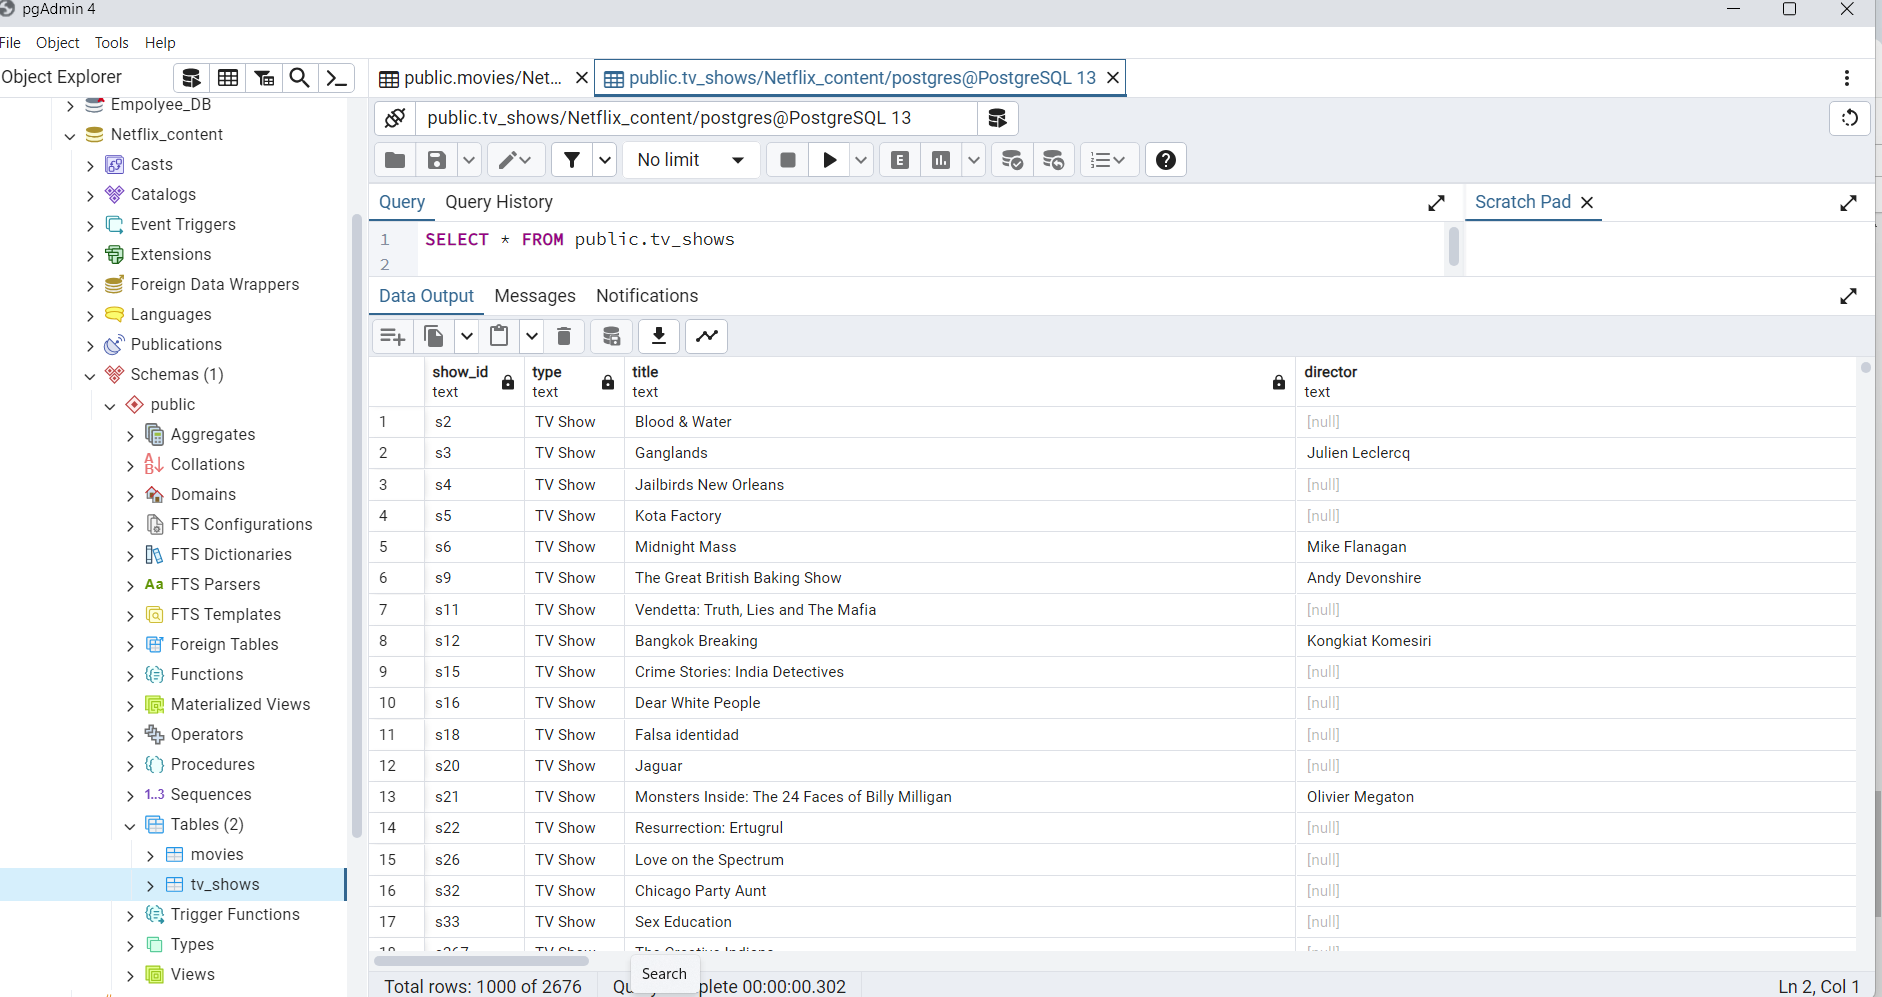 pgAdmin 4
File Object Tools Help
Object Explorer
public.movies/Net...
public.tv_shows/Netflix_content/postgres@PostgreSQL 13
Empolyee_DB
Netflix_content
Casts
Catalogs
Event Triggers
Extensions
Foreign Data Wrappers
Languages
Publications
Schemas (1)
public
Aggregates
Collations
Domains
FTS Configurations
FTS Dictionaries
Aa FTS Parsers
FTS Templates
Foreign Tables
Functions
Materialized Views
Operators
Procedures
1..3 Sequences
Tables (2)
movies
tv_shows
Trigger Functions
Types
Views
public.tv_shows/Netflix_content/postgres@PostgreSQL 13
No limit
E
Query Query History
Scratch Pad
1 SELECT * FROM public.tv_shows
2
Data Output Messages Notifications
show_id type title director
text text text text
1 s2 TV Show Blood & Water [null]
2 s3 TV Show Ganglands Julien Leclercq
3 s4 TV Show Jailbirds New Orleans [null]
4 s5 TV Show Kota Factory [null]
5 s6 TV Show Midnight Mass Mike Flanagan
6 s9 TV Show The Great British Baking Show Andy Devonshire
7 s11 TV Show Vendetta: Truth, Lies and The Mafia [null]
8 s12 TV Show Bangkok Breaking Kongkiat Komesiri
9 s15 TV Show Crime Stories: India Detectives [null]
10 s16 TV Show Dear White People [null]
11 s18 TV Show Falsa identidad [null]
12 s20 TV Show Jaguar [null]
13 s21 TV Show Monsters Inside: The 24 Faces of Billy Milligan Olivier Megaton
14 s22 TV Show Resurrection: Ertugrul [null]
15 s26 TV Show Love on the Spectrum [null]
16 s32 TV Show Chicago Party Aunt [null]
17 s33 TV Show Sex Education [null]
Search
Total rows: 1000 of 2676 00:00:00.302 Ln 2, Col 1